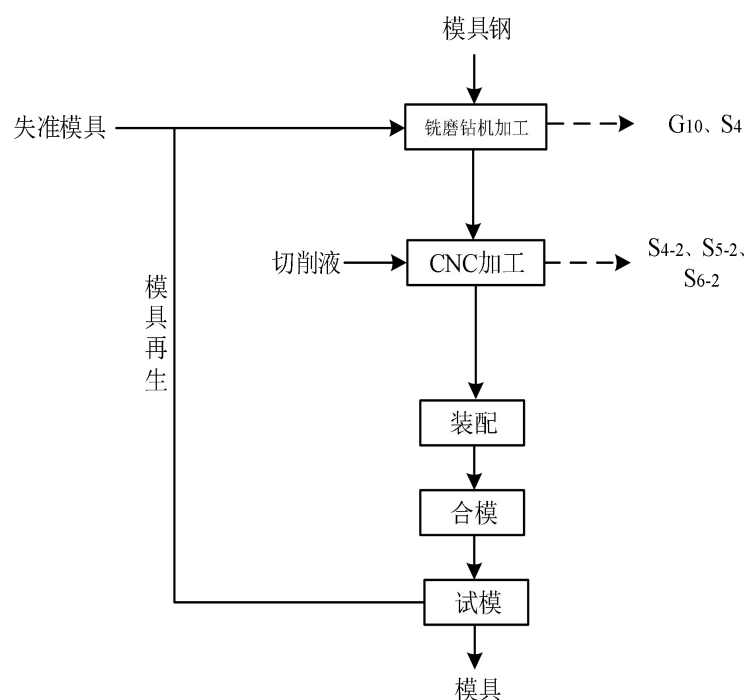 模具钢
失准模具
铣磨钻机加工
G10、S4
切削液
CNC加工
S4-2、S5-2、
S6-2
模具再生
装配
合模
试模
模具